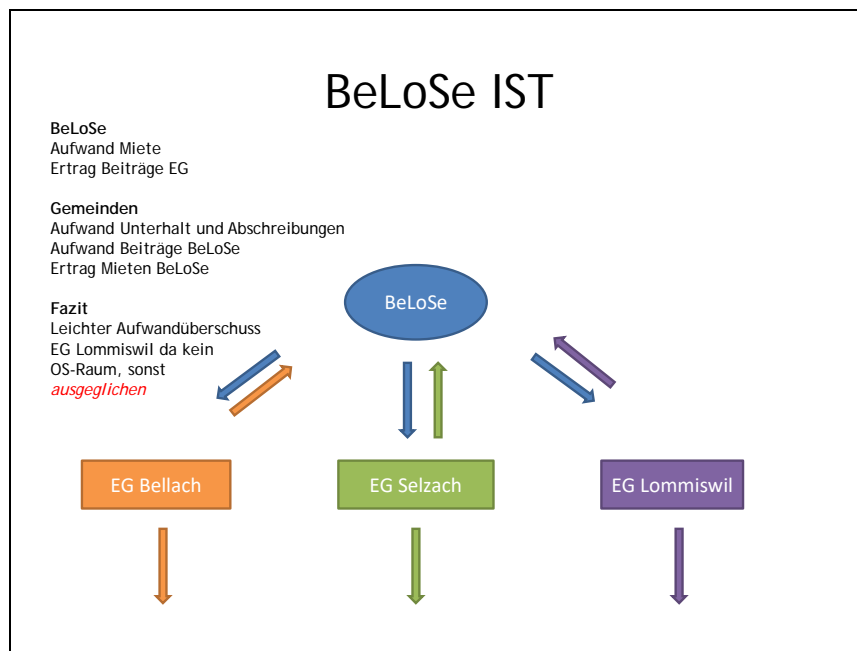 BeLoSe IST
BeLoSe
Aufwand Miete
Ertrag Beiträge EG
Gemeinden
Aufwand Unterhalt und Abschreibungen
Aufwand Beiträge BeLoSe
Ertrag Mieten BeLoSe
Fazit
Leichter Aufwandüberschuss
EG Lommiswil da kein
OS-Raum, sonst
ausgeglichen
BeLoSe
EG Bellach
EG Selzach
EG Lommiswil